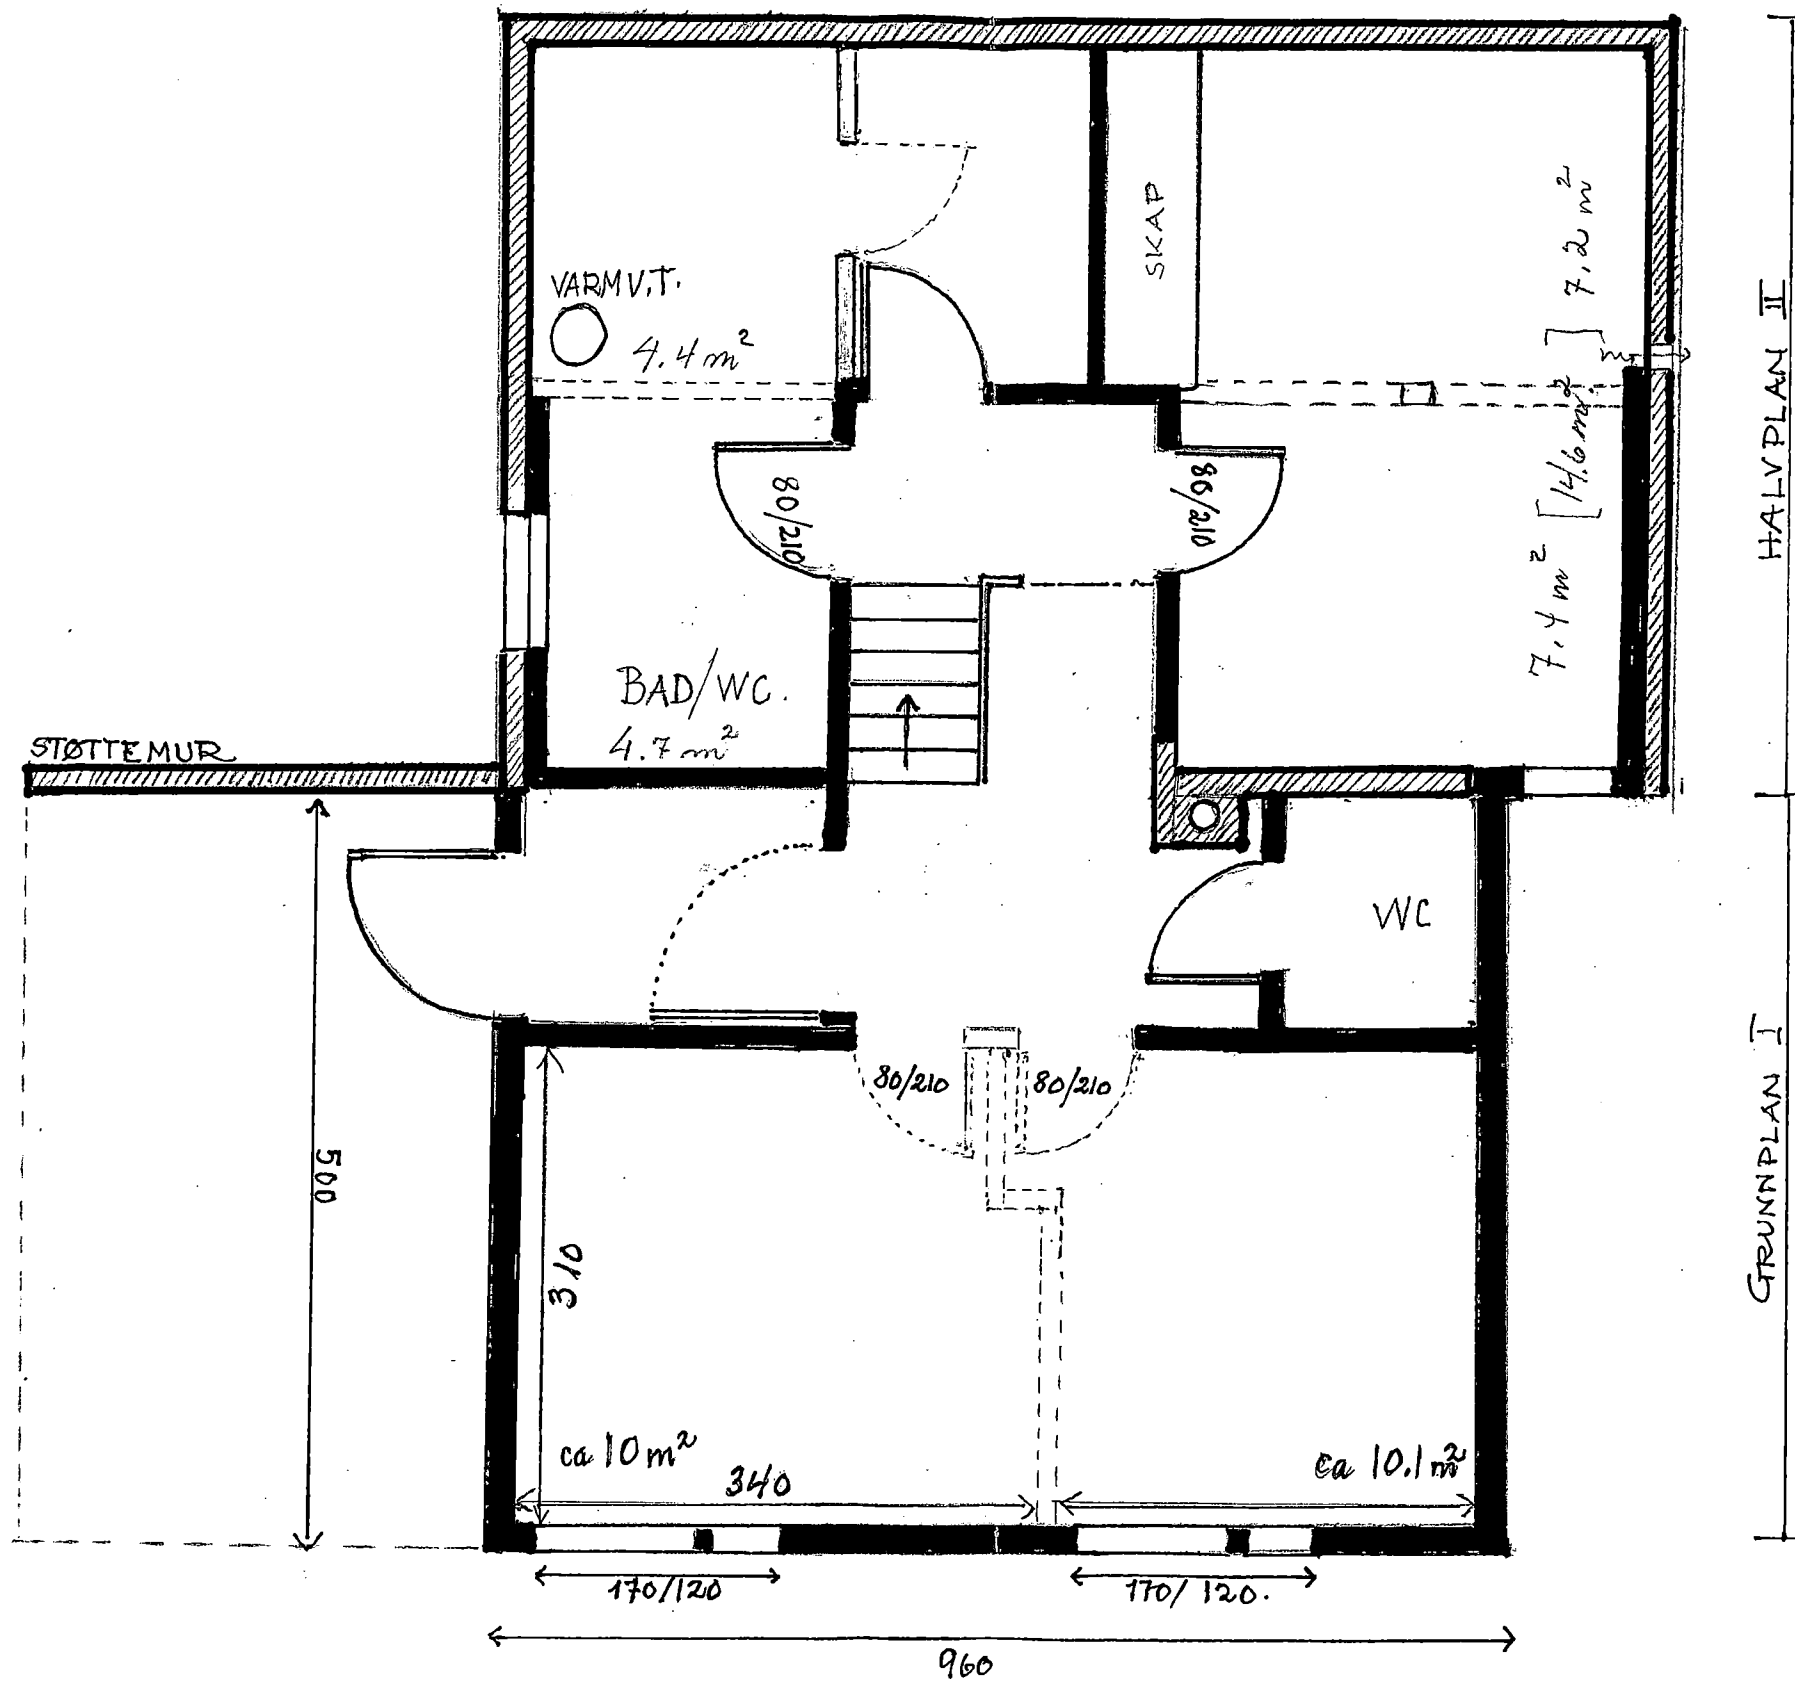 VARMV.T.
4.4 m²
SKAP
7.4 m² [14.6 m².] 7.2 m²
HALVPLAN II
80/210
80/210
BAD/WC.
4.7 m²
STØTTEMUR
WC
500
80/210
80/210
310
GRUNNPLAN I
ca 10 m²
340
ca 10.1 m²
170/120
170/120.
960